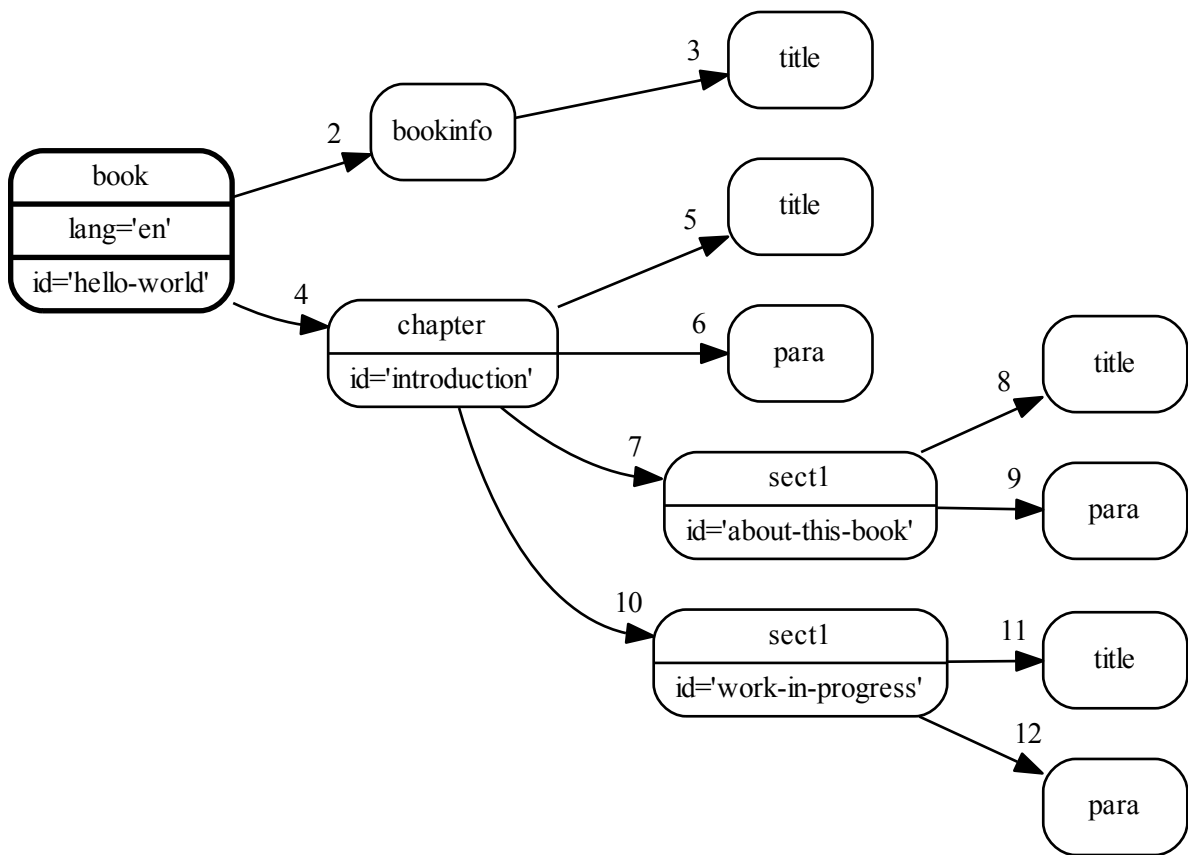 book
lang='en'
id='hello-world'
2
bookinfo
3
title
4
chapter
id='introduction'
5
title
6
para
7
sect1
id='about-this-book'
8
title
9
para
10
sect1
id='work-in-progress'
11
title
12
para